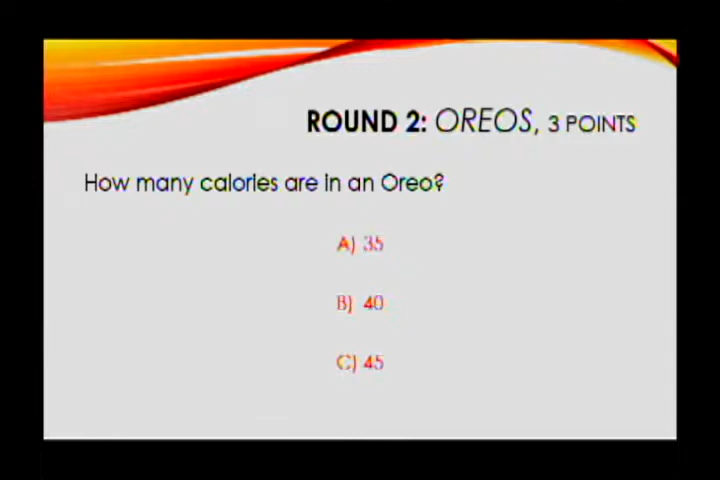 ROUND 2: OREOS, 3 POINTS
How many calories are in an Oreo?
A) 35
B) 40
C) 45